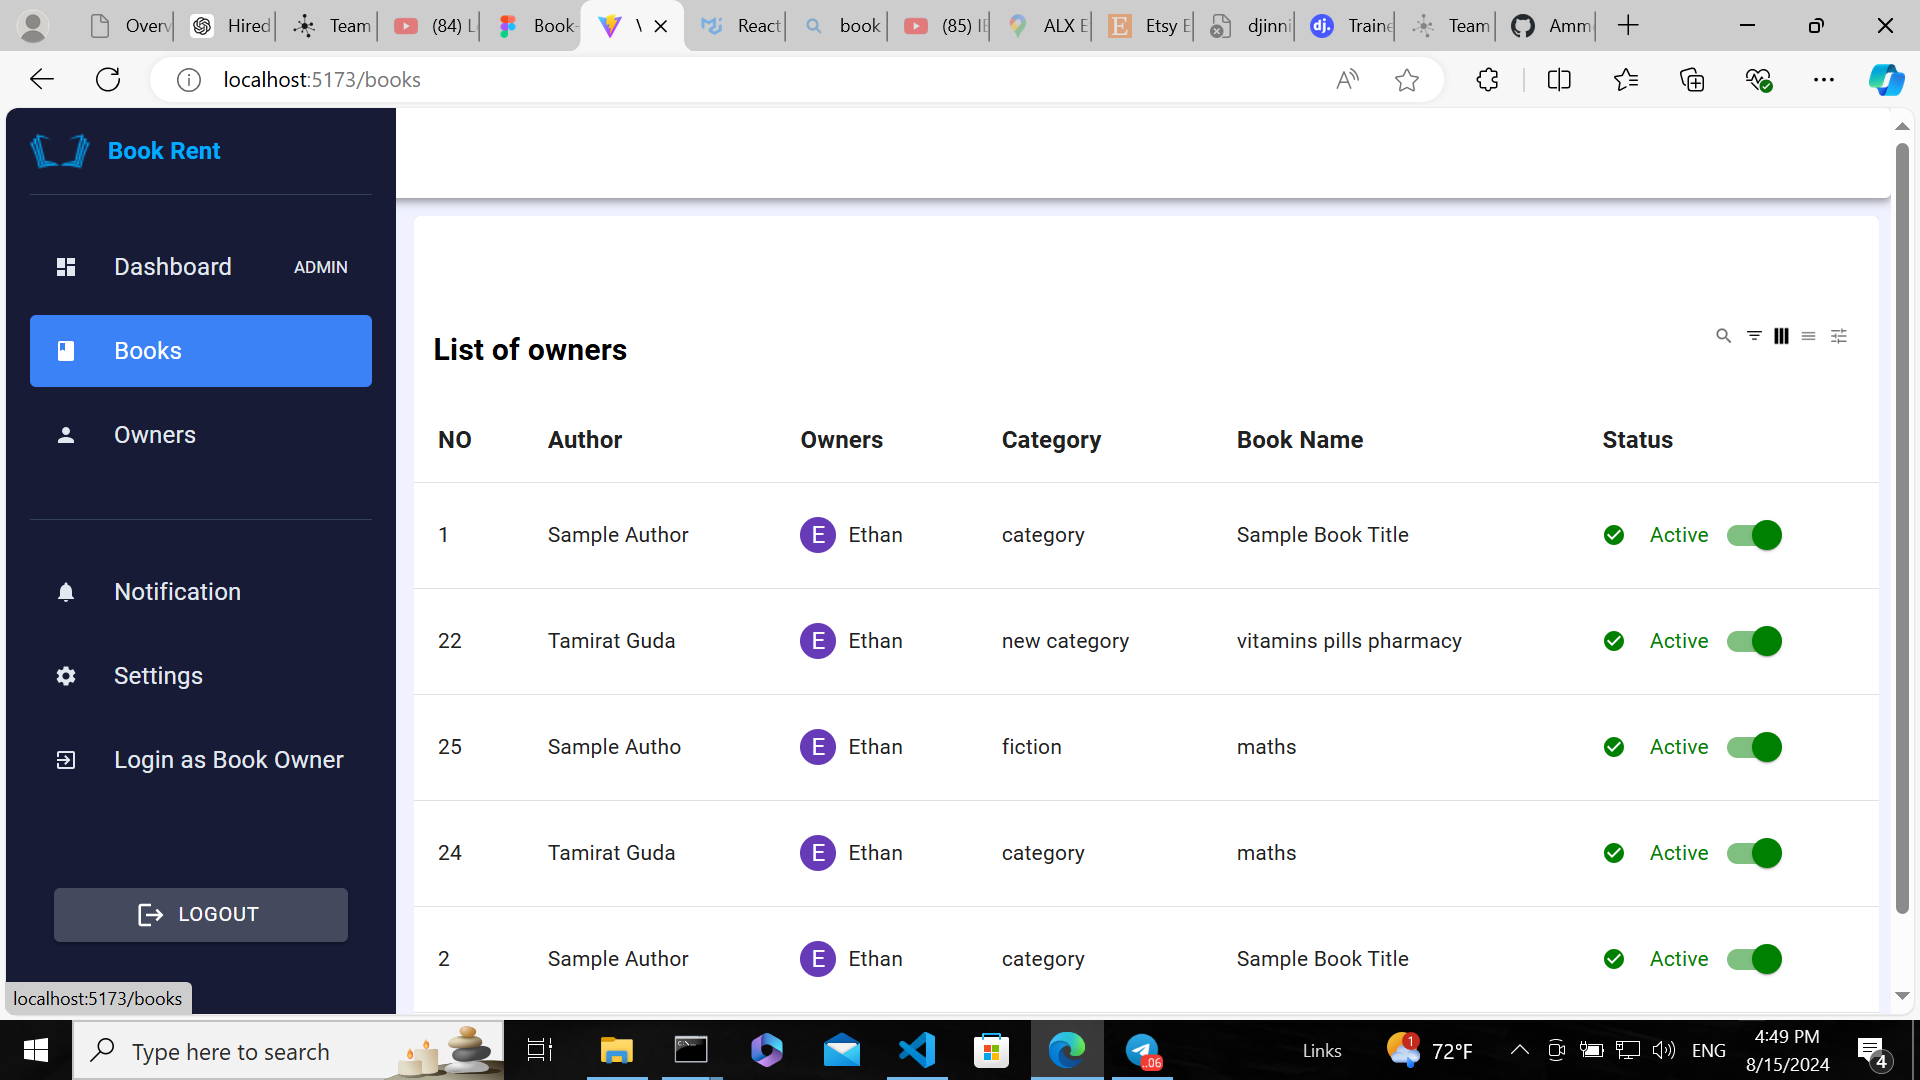 Overv
Hired
Team
(84) L
Book-
React
book
(85) I
ALX E
Etsy E
djinni
Traine
Team
Amm
localhost:5173/books
Book Rent
Dashboard ADMIN
Books
Owners
Notification
Settings
Login as Book Owner
LOGOUT
localhost:5173/books
List of owners
NO Author Owners Category Book Name Status
1 Sample Author E Ethan category Sample Book Title Active
22 Tamirat Guda E Ethan new category vitamins pills pharmacy Active
25 Sample Autho E Ethan fiction maths Active
24 Tamirat Guda E Ethan category maths Active
2 Sample Author E Ethan category Sample Book Title Active
Type here to search
C:\_
..06
Links
1
72°F
ENG
4:49 PM
8/15/2024
4